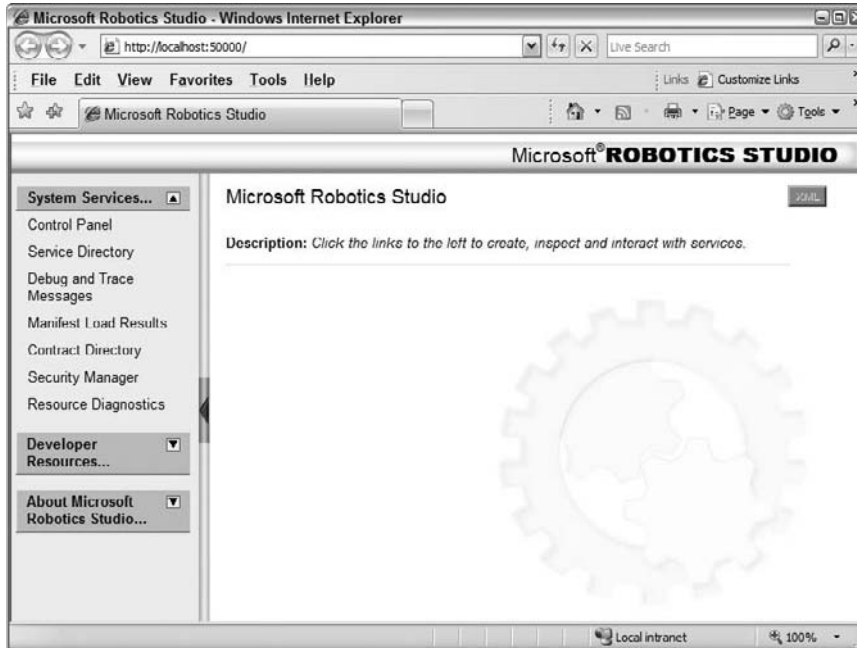 Microsoft Robotics Studio - Windows Internet Explorer
http://localhost:50000/
Live Search
File Edit View Favorites Tools Help
Links Customize Links
Microsoft Robotics Studio
Page Tools
Microsoft®ROBOTICS STUDIO
System Services...
Control Panel
Service Directory
Debug and Trace
Messages
Manifest Load Results
Contract Directory
Security Manager
Resource Diagnostics
Developer
Resources...
About Microsoft
Robotics Studio...
Microsoft Robotics Studio
XML
Description: Click the links to the left to create, inspect and interact with services.
Local intranet
100%